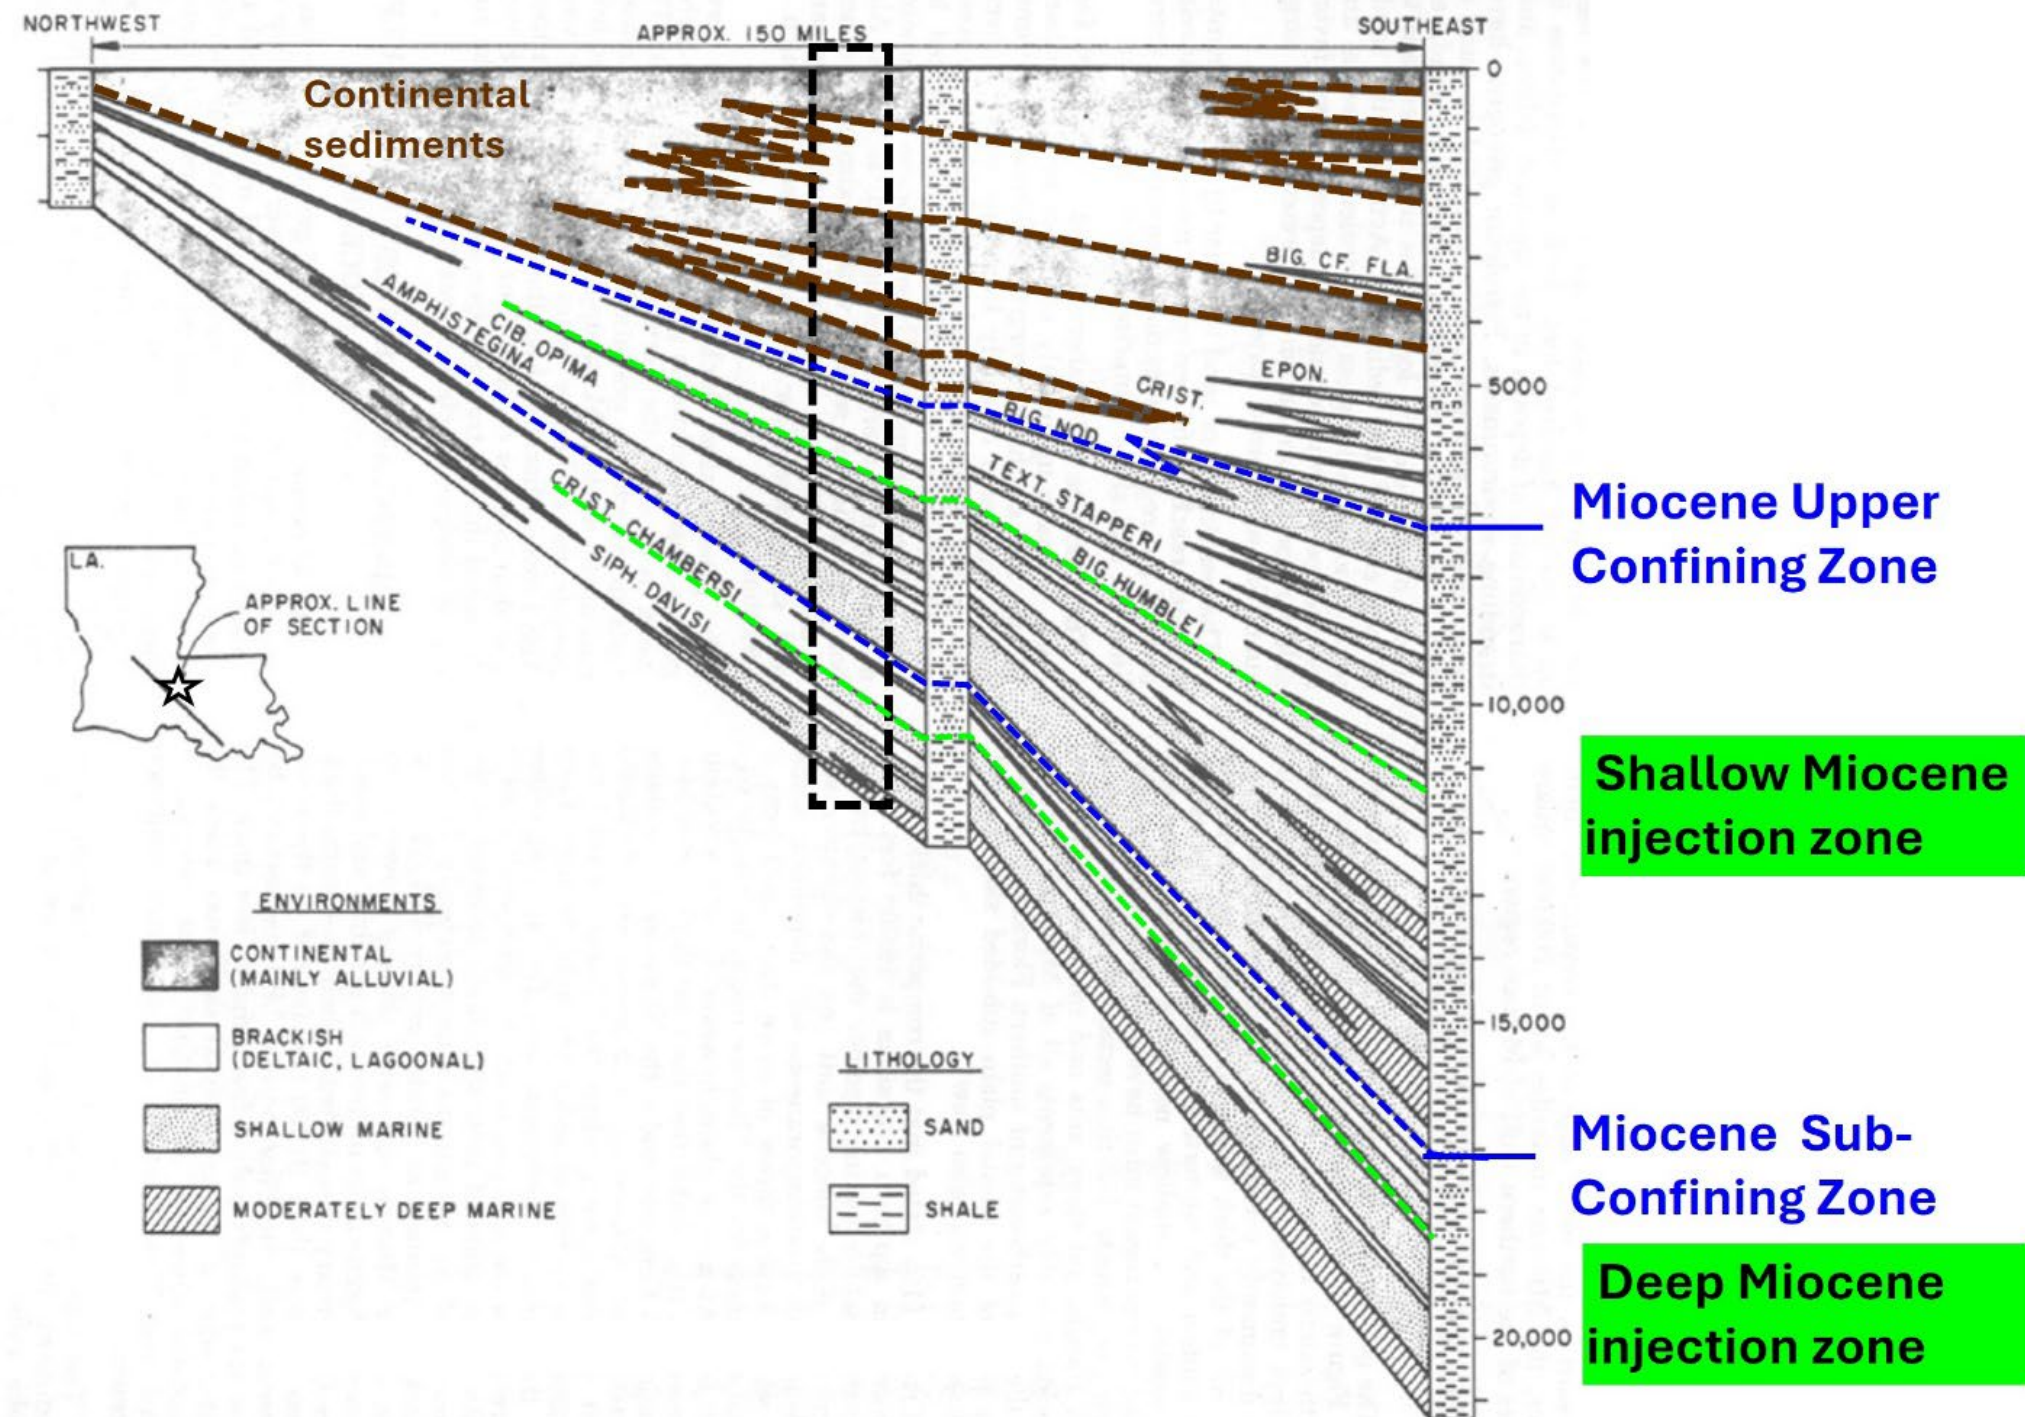 NORTHWEST
APPROX. 150 MILES
SOUTHEAST
Continental
sediments
0
BIG. CF. FLA.
EPON.
CRIST.
5000
BIG. NOD.
AMPHISTEGINA
CIB. OPIMA
TEXT. STAPPERI
BIG. HUMBLEI
CRIST. CHAMBERSI
SIPH. DAVISI
Miocene Upper
Confining Zone
10,000
Shallow Miocene
injection zone
LA.
APPROX. LINE
OF SECTION
15,000
Miocene Sub-
Confining Zone
20,000
Deep Miocene
injection zone
ENVIRONMENTS
CONTINENTAL
(MAINLY ALLUVIAL)
BRACKISH
(DELTAIC, LAGOONAL)
SHALLOW MARINE
MODERATELY DEEP MARINE
LITHOLOGY
SAND
SHALE